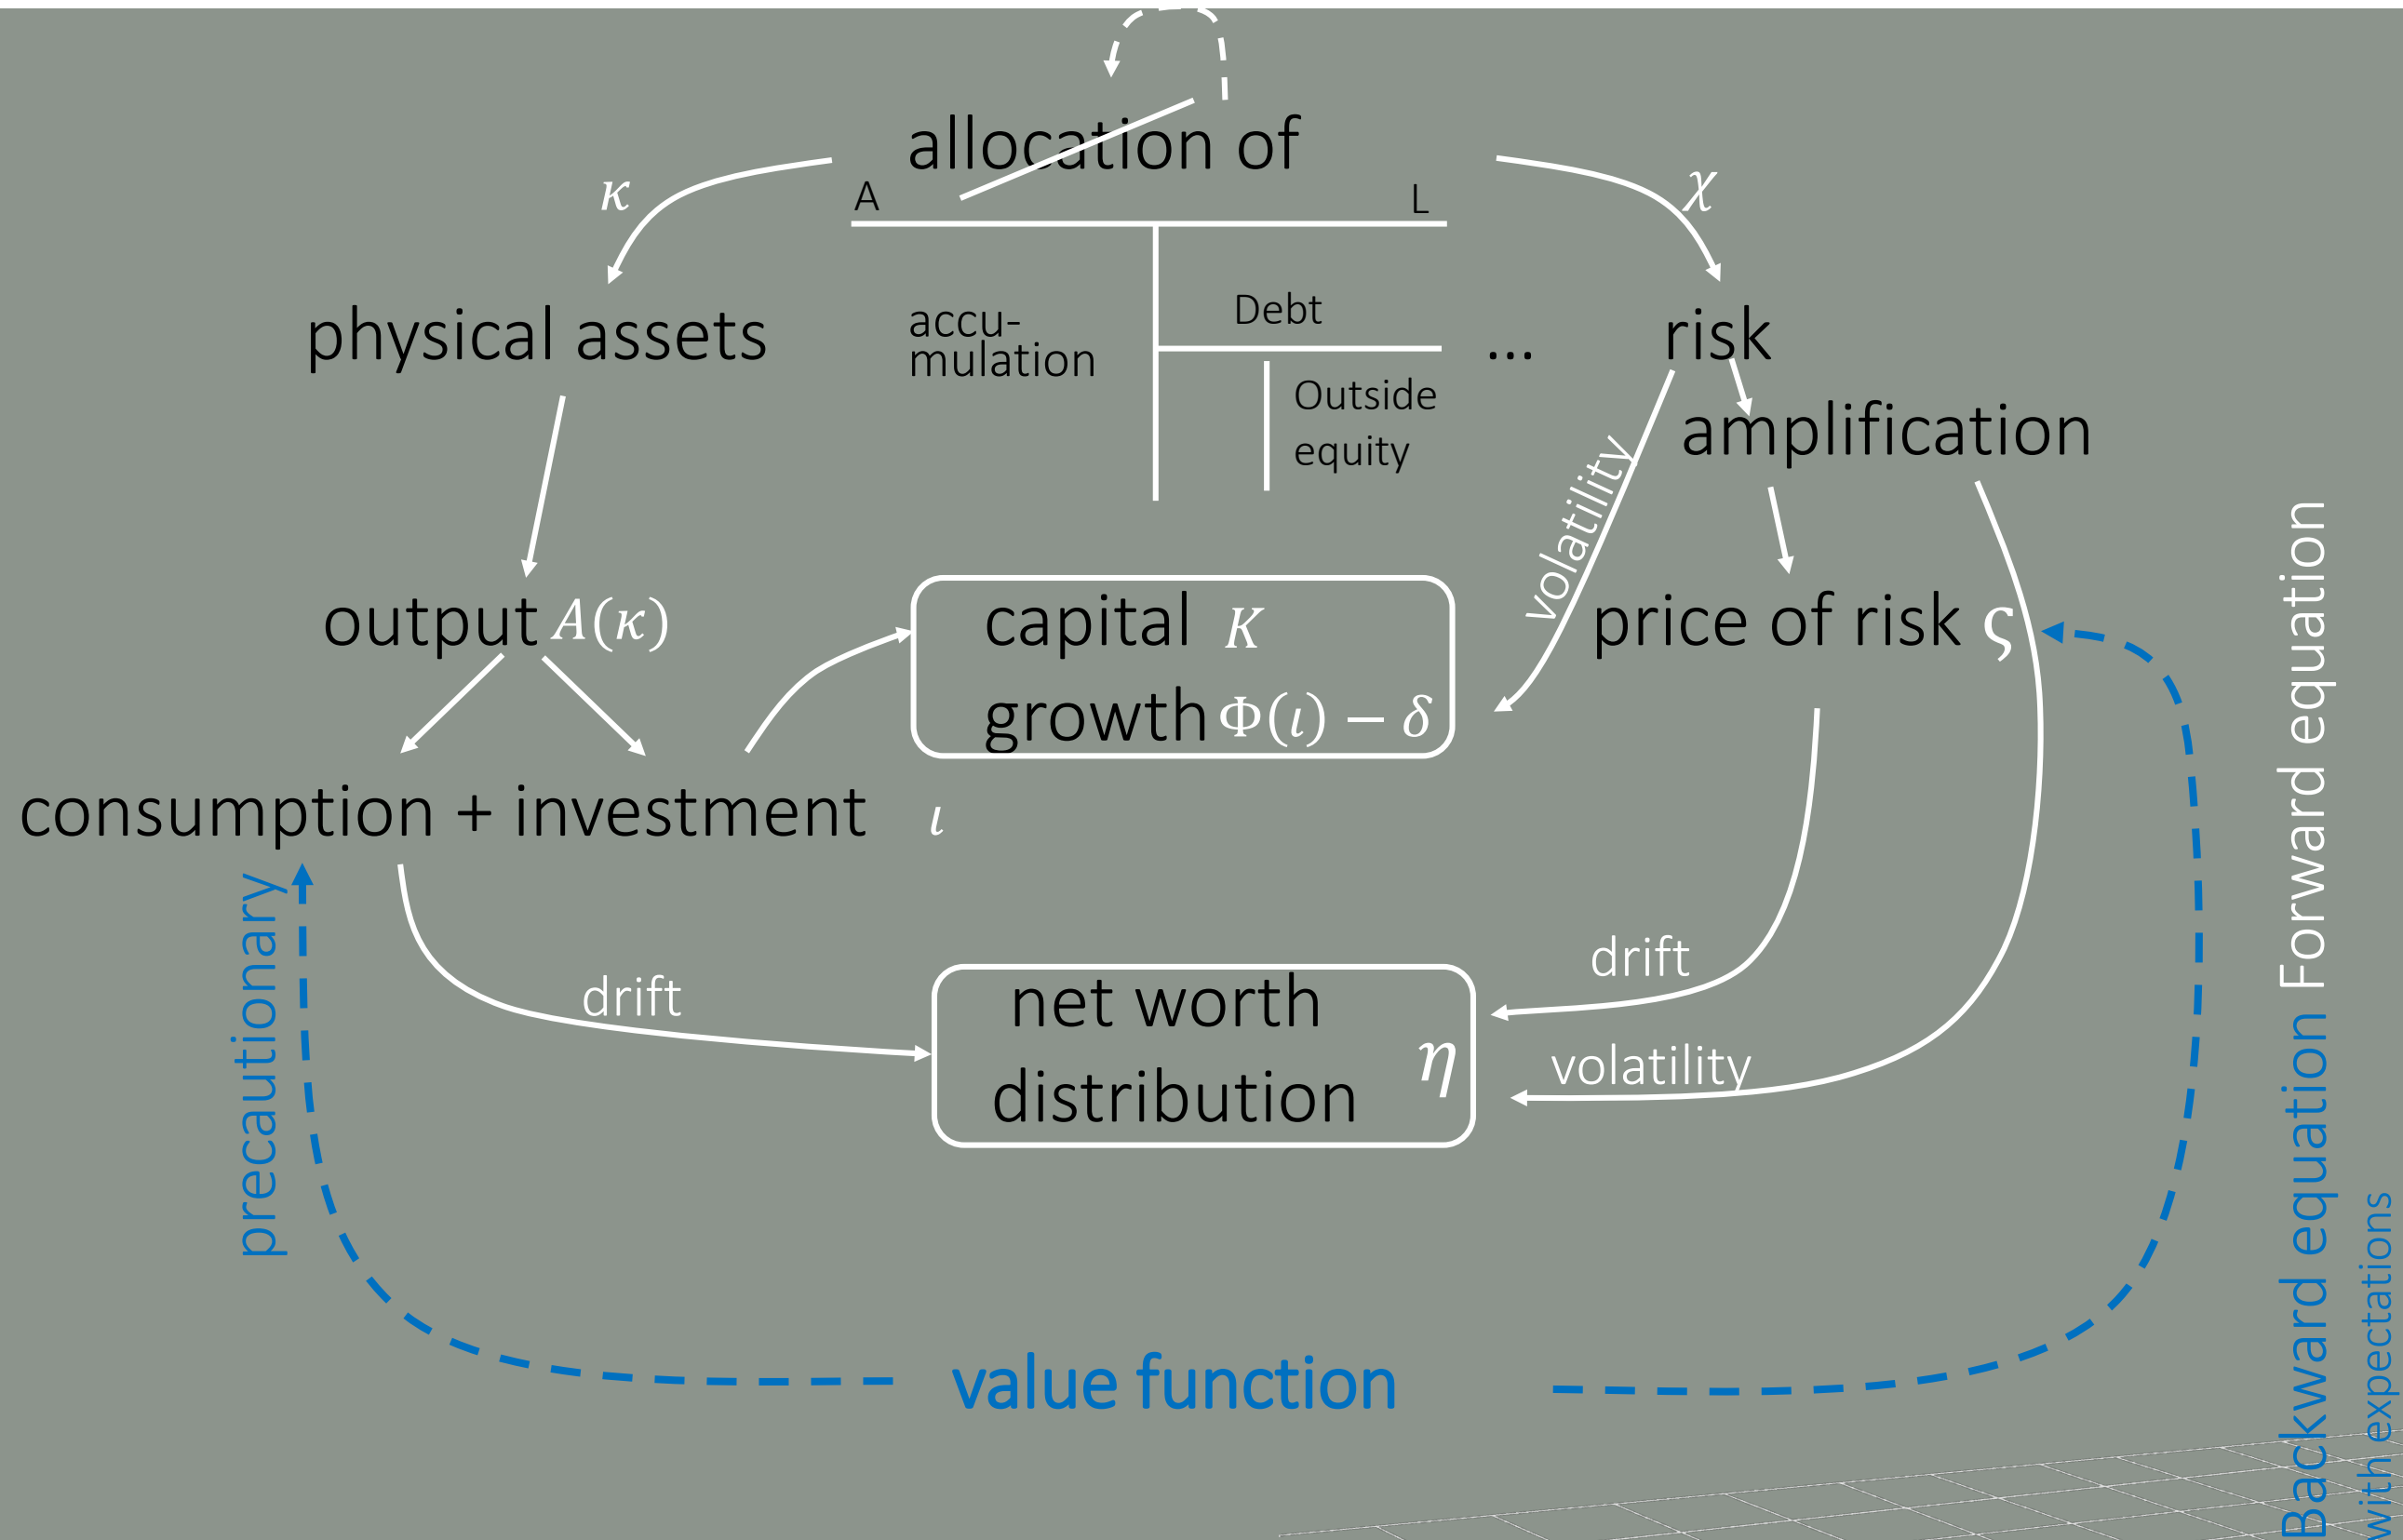 allocation of
κ
χ
A
L
physical assets
accu-
mulation
Debt
...
risk
Outside
equity
amplification
volatility
output A(κ)
capital K
growth Φ(ι) − δ
price of risk ς
consumption + investment ι
precautionary
drift
drift
net worth
distribution
η
volatility
value function
Forward equation
Backward equation
with expectations